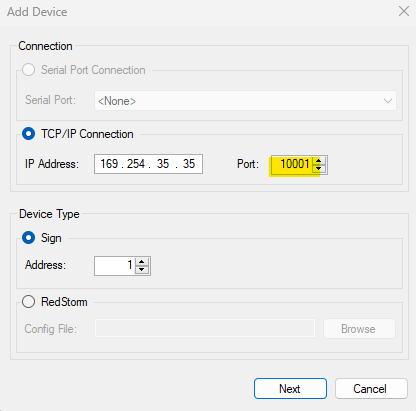 Add Device
Connection
Serial Port Connection
Serial Port: <None>
TCP/IP Connection
IP Address: 169 . 254 . 35 . 35 Port: 10001
Device Type
Sign
Address: 1
RedStorm
Config File: Browse
Next Cancel